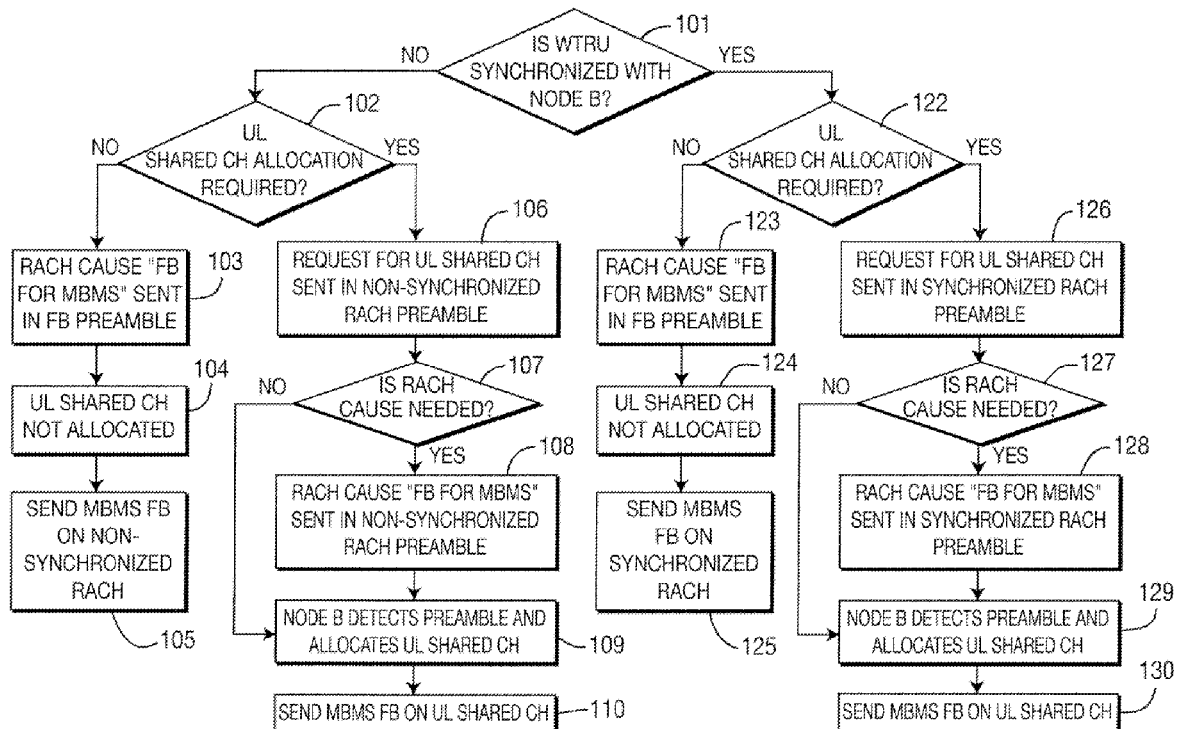 101
IS WTRU
SYNCHRONIZED WITH
NODE B?
NO
YES
102
UL
SHARED CH ALLOCATION
REQUIRED?
NO
YES
103
RACH CAUSE "FB
FOR MBMS" SENT
IN FB PREAMBLE
104
UL SHARED CH
NOT ALLOCATED
SEND MBMS FB
ON NON-
SYNCHRONIZED
RACH
105
106
REQUEST FOR UL SHARED CH
SENT IN NON-SYNCHRONIZED
RACH PREAMBLE
107
IS RACH
CAUSE NEEDED?
NO
YES
108
RACH CAUSE "FB FOR MBMS"
SENT IN NON-SYNCHRONIZED
RACH PREAMBLE
NODE B DETECTS PREAMBLE AND
ALLOCATES UL SHARED CH
109
SEND MBMS FB ON UL SHARED CH
110
122
UL
SHARED CH ALLOCATION
REQUIRED?
NO
YES
123
RACH CAUSE "FB
FOR MBMS" SENT
IN FB PREAMBLE
124
UL SHARED CH
NOT ALLOCATED
SEND MBMS
FB ON
SYNCHRONIZED
RACH
125
126
REQUEST FOR UL SHARED CH
SENT IN SYNCHRONIZED RACH
PREAMBLE
127
IS RACH
CAUSE NEEDED?
NO
YES
128
RACH CAUSE "FB FOR MBMS"
SENT IN SYNCHRONIZED RACH
PREAMBLE
129
NODE B DETECTS PREAMBLE AND
ALLOCATES UL SHARED CH
130
SEND MBMS FB ON UL SHARED CH